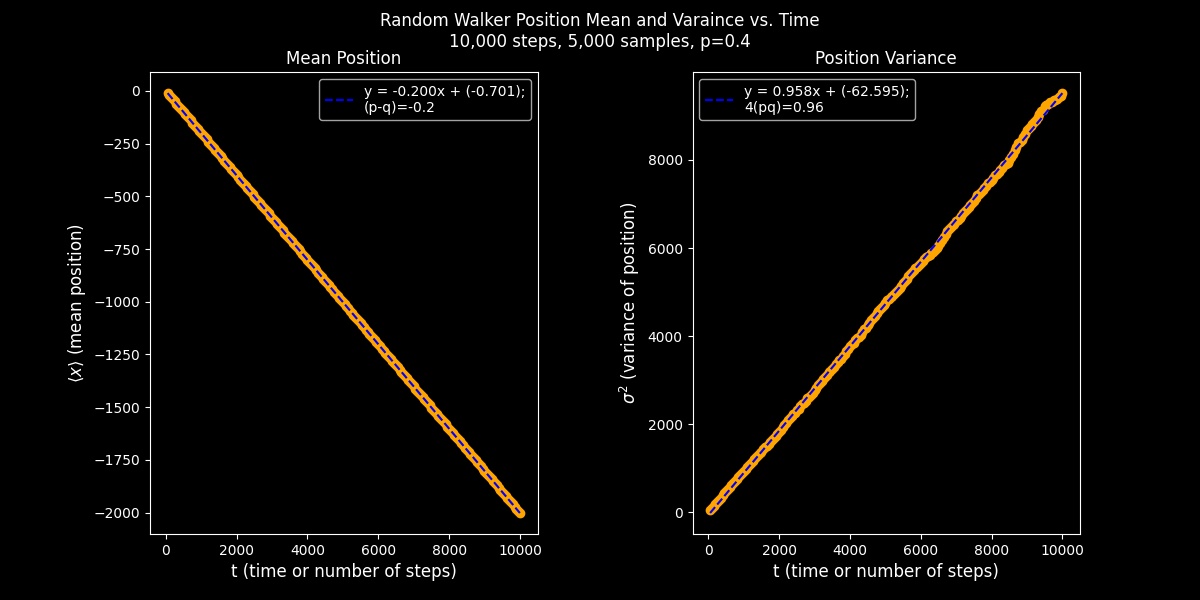 Random Walker Position Mean and Varaince vs. Time
10,000 steps, 5,000 samples, p=0.4
Mean Position
y = -0.200x + (-0.701);
(p-q)=-0.2
0
−250
−500
−750
−1000
−1250
−1500
−1750
−2000
⟨x⟩ (mean position)
0 2000 4000 6000 8000 10000
t (time or number of steps)
Position Variance
y = 0.958x + (-62.595);
4(pq)=0.96
8000
6000
4000
2000
0
σ² (variance of position)
0 2000 4000 6000 8000 10000
t (time or number of steps)